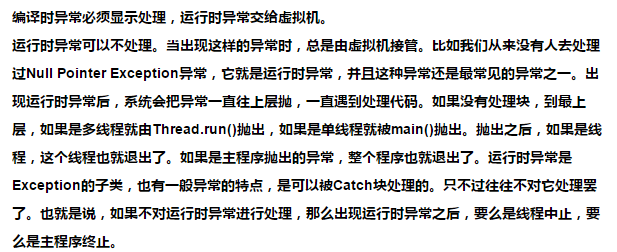 编译时异常必须显示处理，运行时异常交给虚拟机。
运行时异常可以不处理。当出现这样的异常时，总是由虚拟机接管。比如我们从来没有人去处理
过Null Pointer Exception异常，它就是运行时异常，并且这种异常还是最常见的异常之一。出
现运行时异常后，系统会把异常一直往上层抛，一直遇到处理代码。如果没有处理块，到最上
层，如果是多线程就由Thread.run()抛出，如果是单线程就被main()抛出。抛出之后，如果是线
程，这个线程也就退出了。如果是主程序抛出的异常，整个程序也就退出了。运行时异常是
Exception的子类，也有一般异常的特点，是可以被Catch块处理的。只不过往往不对它处理罢
了。也就是说，如果不对运行时异常进行处理，那么出现运行时异常之后，要么是线程中止，要
么是主程序终止。